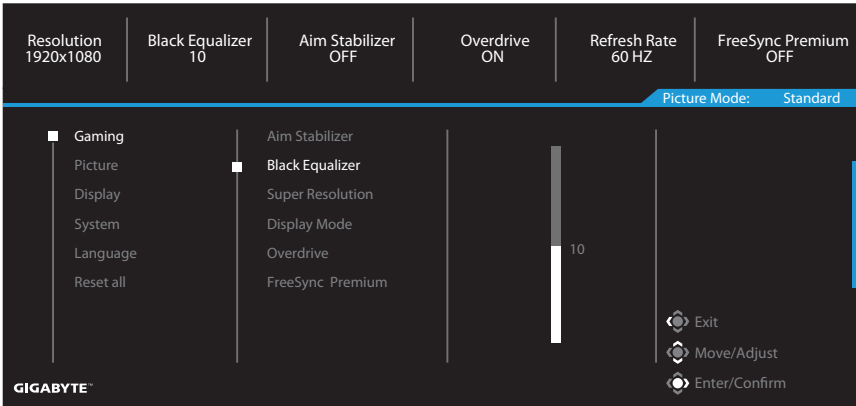 Resolution
1920x1080
Black Equalizer
10
Aim Stabilizer
OFF
Overdrive
ON
Refresh Rate
60 HZ
FreeSync Premium
OFF
Picture Mode: Standard
Gaming
Picture
Display
System
Language
Reset all
Aim Stabilizer
Black Equalizer
Super Resolution
Display Mode
Overdrive
FreeSync Premium
10
Exit
Move/Adjust
Enter/Confirm
GIGABYTE™